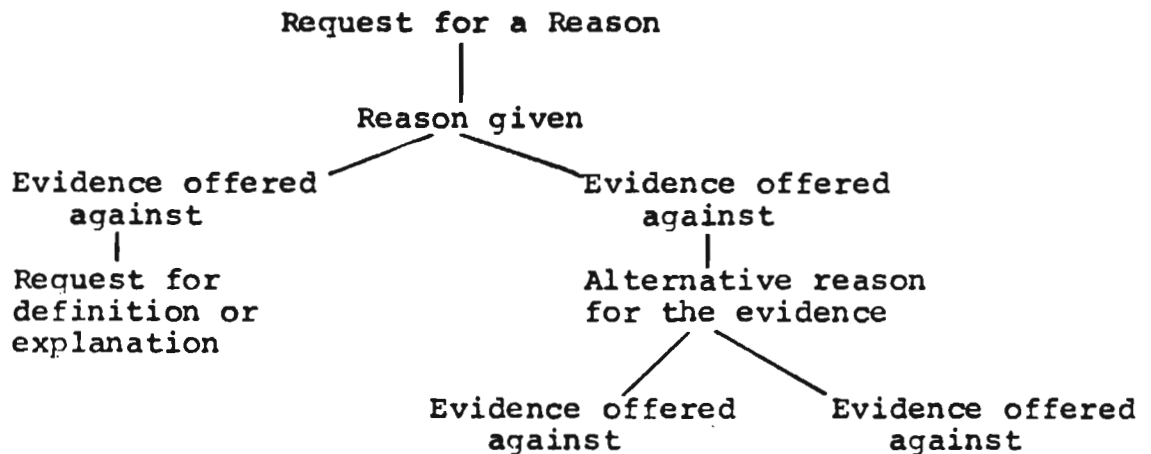 Request for a Reason
Reason given
Evidence offered
against
Evidence offered
against
Request for
definition or
explanation
Alternative reason
for the evidence
Evidence offered
against
Evidence offered
against